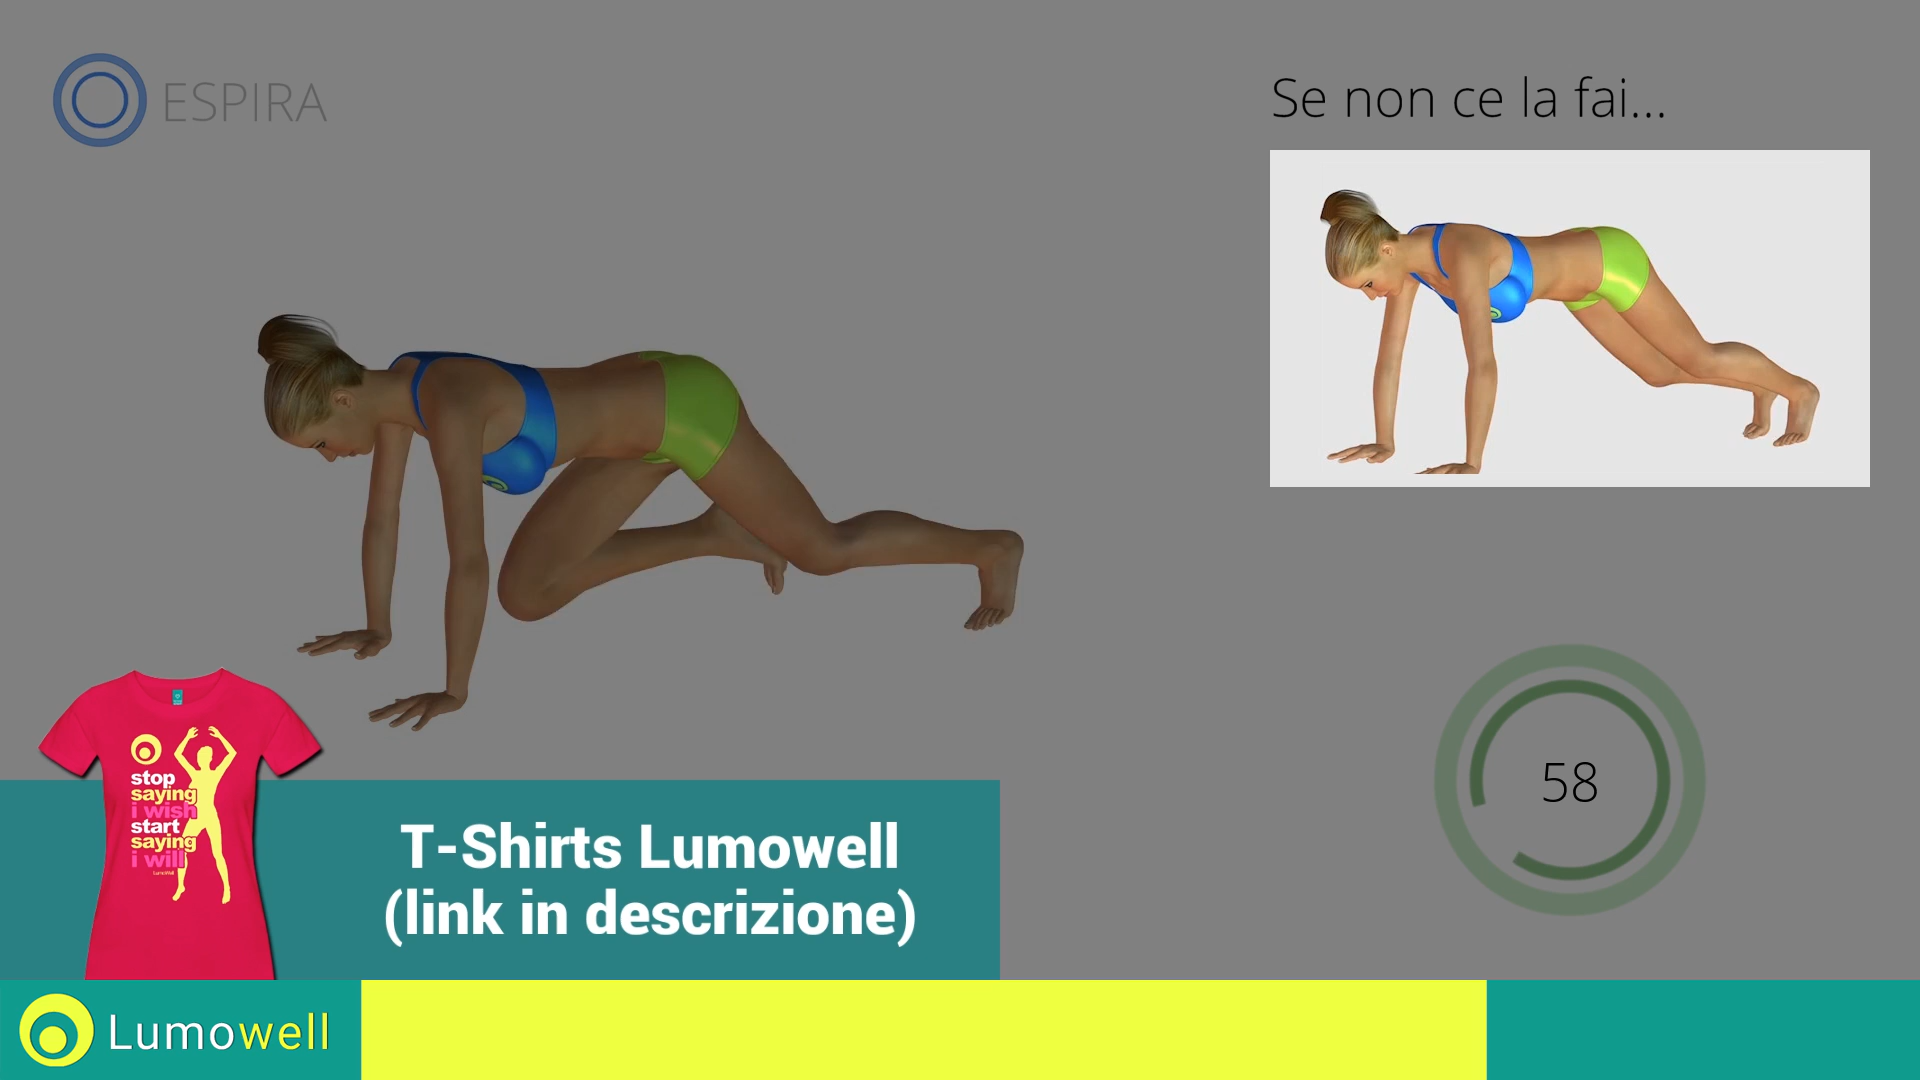 ESPIRA
Se non ce la fai...
58
stop
saying
i wish
start
saying
i will
LumoWell
T-Shirts Lumowell
(link in descrizione)
Lumowell